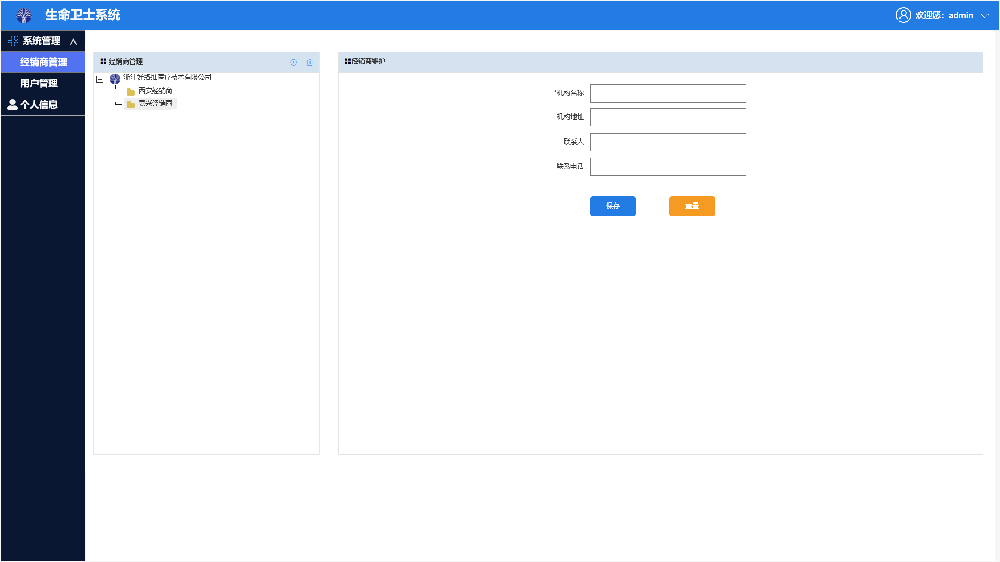 生命卫士系统
欢迎您：admin
系统管理
经销商管理
用户管理
个人信息
经销商管理
浙江好络维医疗技术有限公司
西安经销商
嘉兴经销商
经销商维护
*机构名称
机构地址
联系人
联系电话
保存
重置